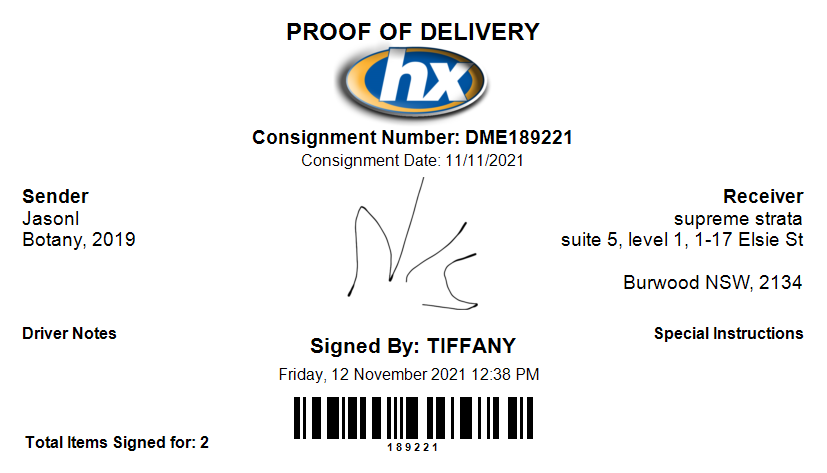 PROOF OF DELIVERY
hx
Consignment Number: DME189221
Consignment Date: 11/11/2021
Sender
JasonI
Botany, 2019
Receiver
supreme strata
suite 5, level 1, 1-17 Elsie St
Burwood NSW, 2134
Driver Notes
Special Instructions
Signed By: TIFFANY
Friday, 12 November 2021 12:38 PM
189221
Total Items Signed for: 2